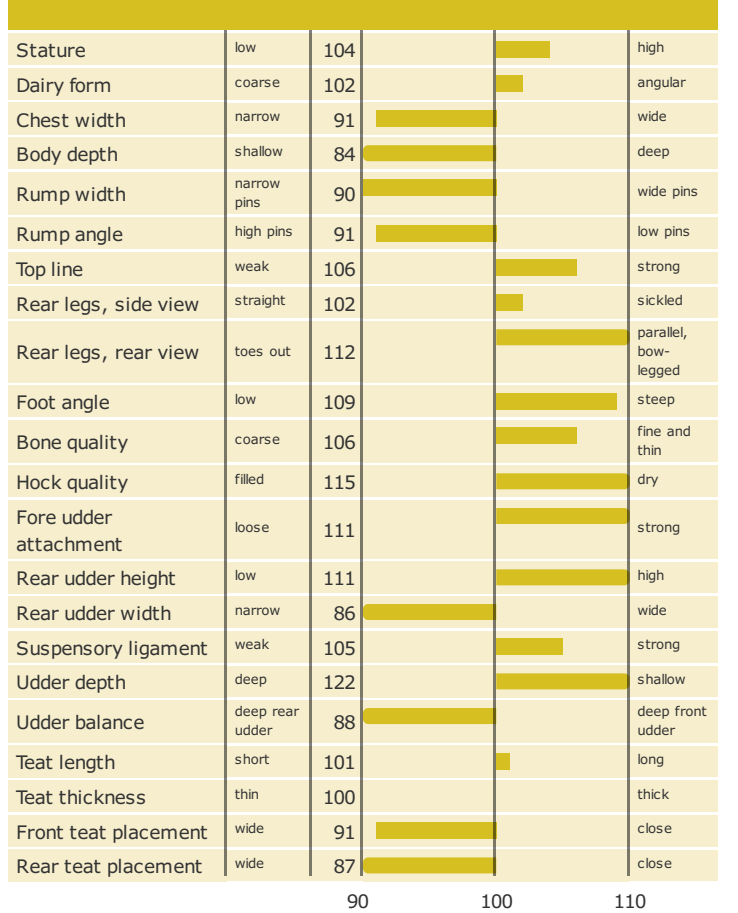 Stature low 104 high
Dairy form coarse 102 angular
Chest width narrow 91 wide
Body depth shallow 84 deep
Rump width narrow pins 90 wide pins
Rump angle high pins 91 low pins
Top line weak 106 strong
Rear legs, side view straight 102 sickled
Rear legs, rear view toes out 112 parallel, bow-legged
Foot angle low 109 steep
Bone quality coarse 106 fine and thin
Hock quality filled 115 dry
Fore udder attachment loose 111 strong
Rear udder height low 111 high
Rear udder width narrow 86 wide
Suspensory ligament weak 105 strong
Udder depth deep 122 shallow
Udder balance deep rear udder 88 deep front udder
Teat length short 101 long
Teat thickness thin 100 thick
Front teat placement wide 91 close
Rear teat placement wide 87 close
90 100 110